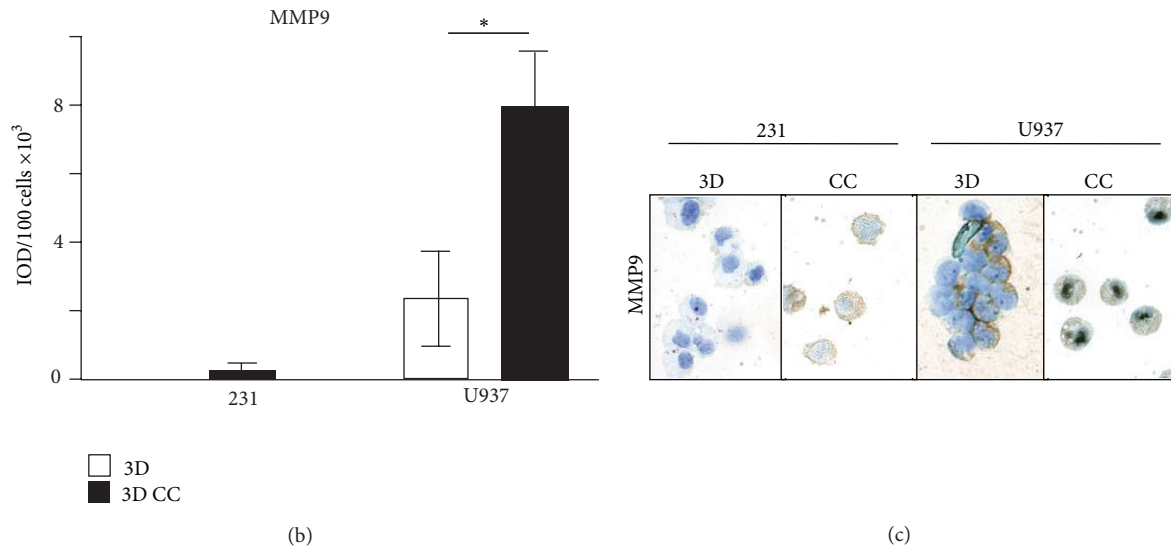 MMP9
*
8
4
0
IOD/100 cells ×10³
231
U937
3D
3D CC
(b)
231
U937
3D
CC
3D
CC
MMP9
(c)